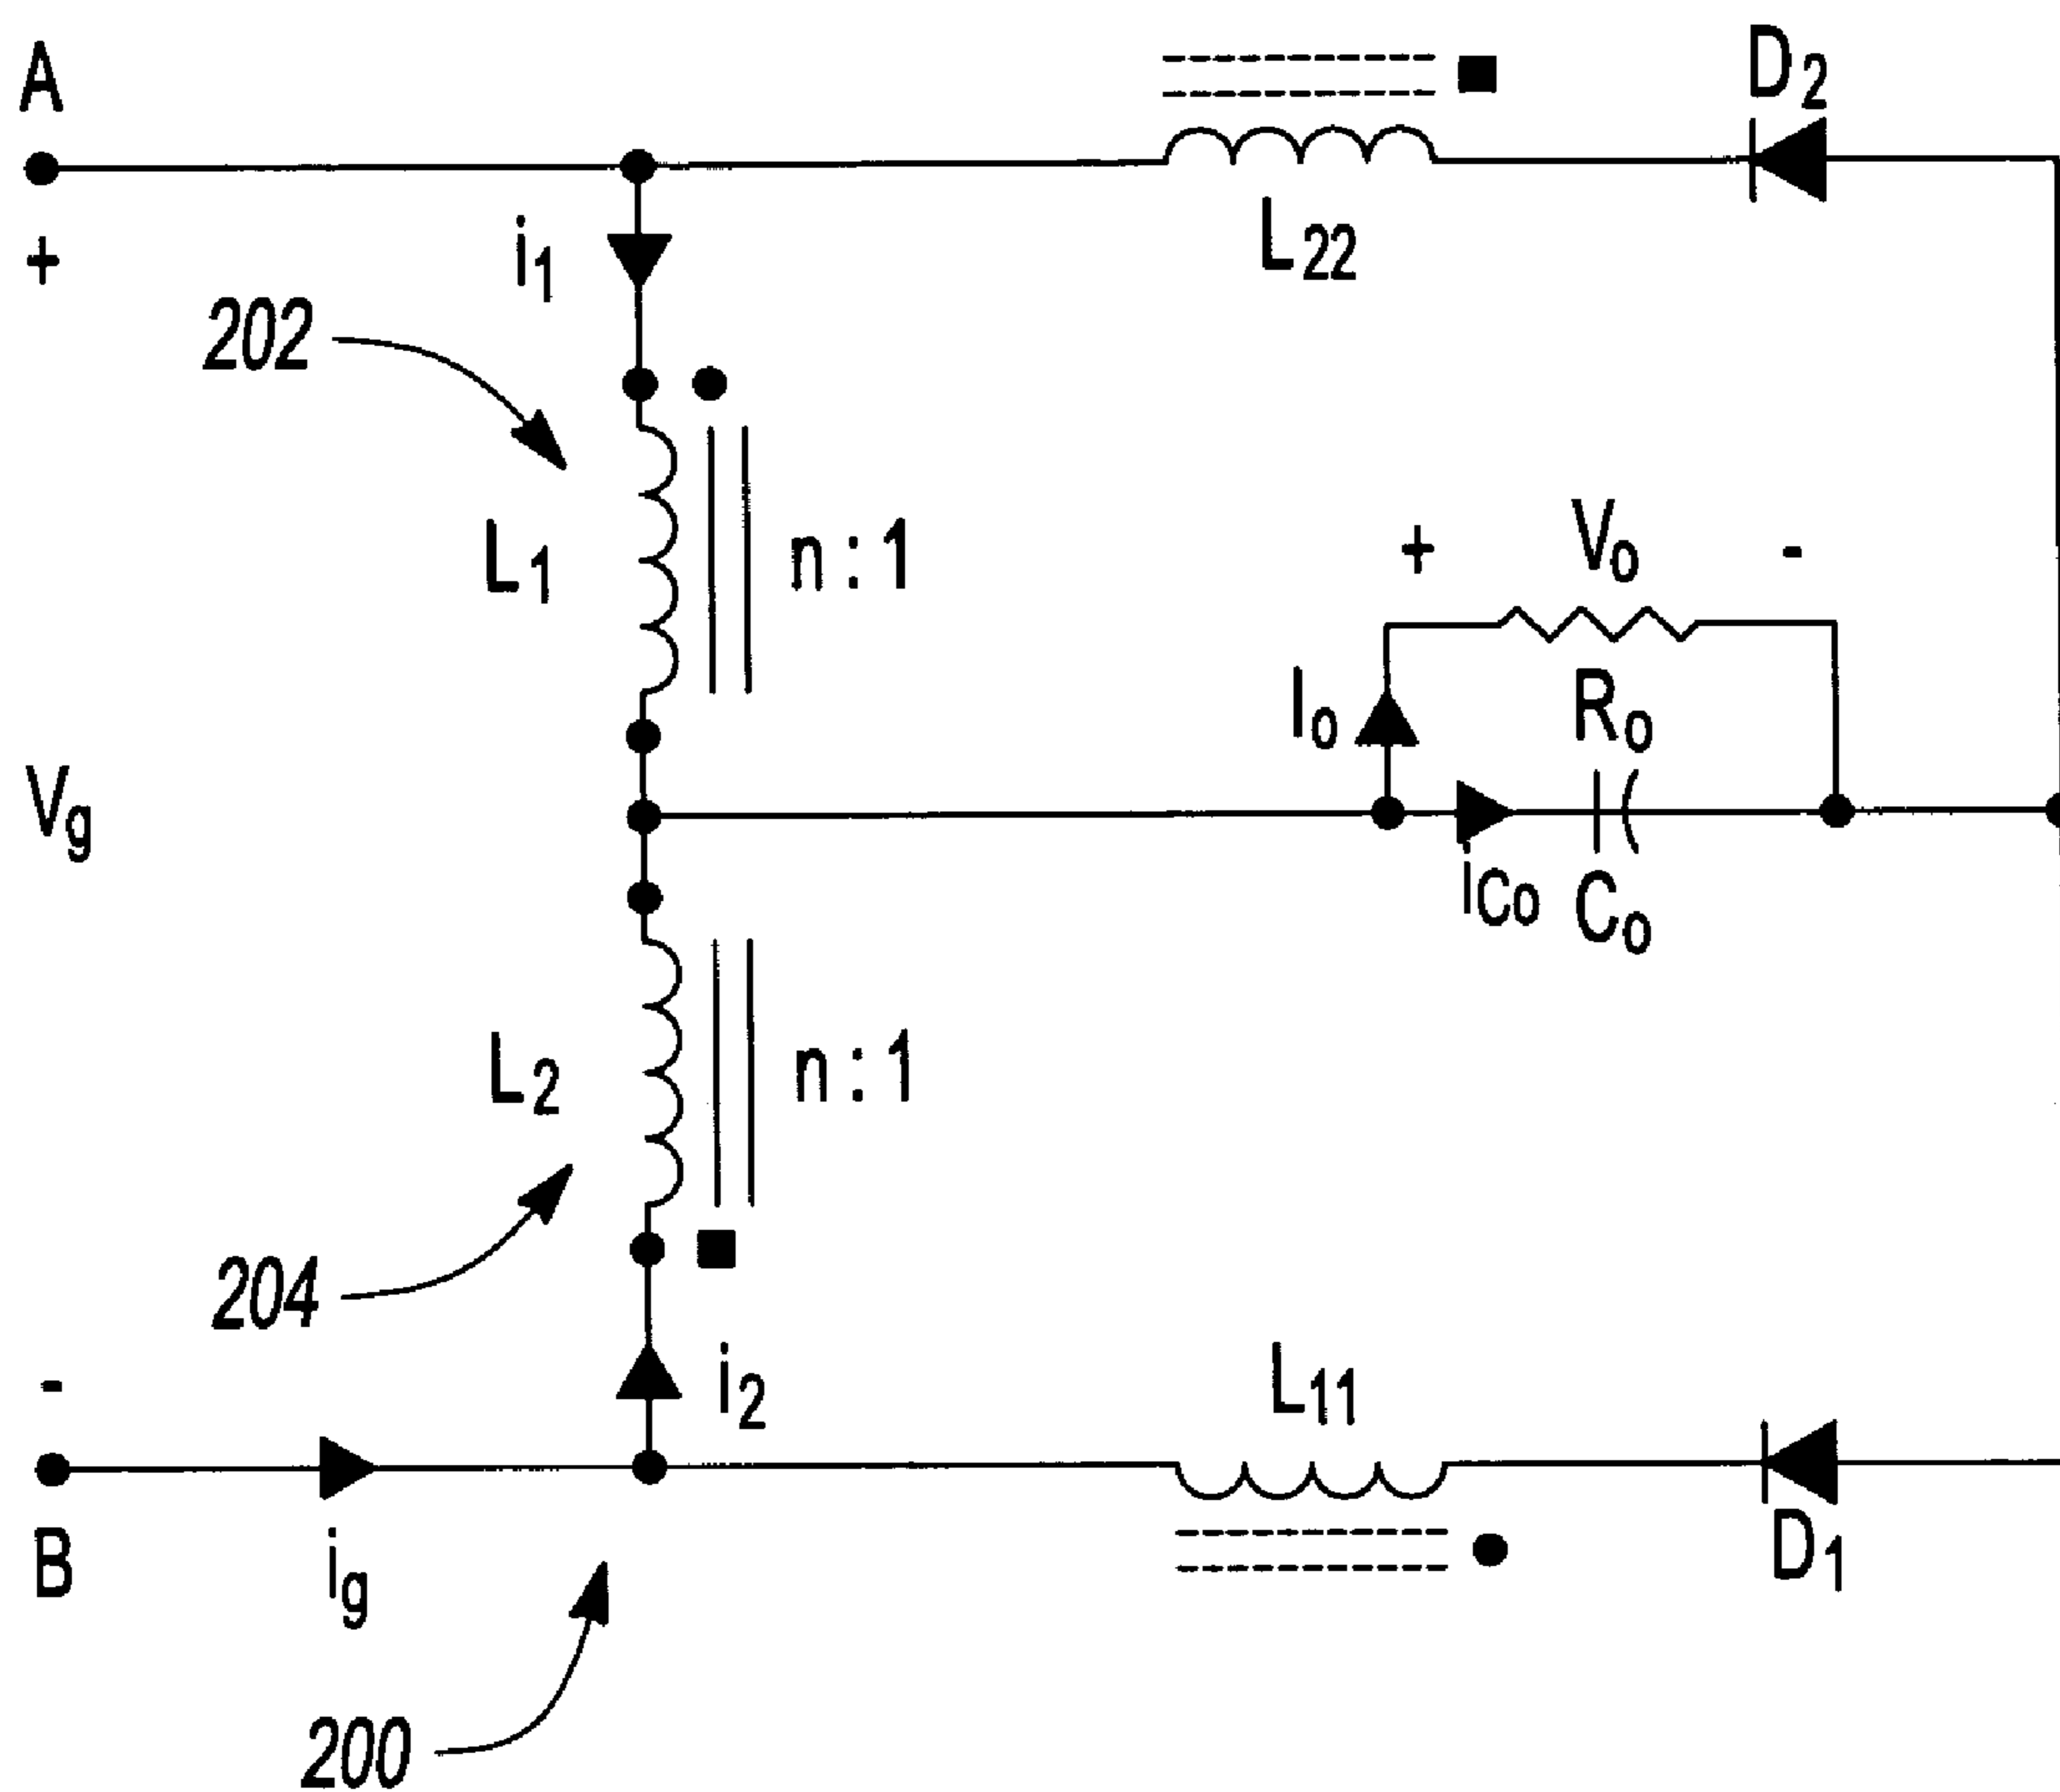 A
D2
+
i1
L22
202
L1
n : 1
+ Vo -
Io
Ro
Vg
iCo
Co
L2
n : 1
204
-
i2
L11
B
ig
D1
200